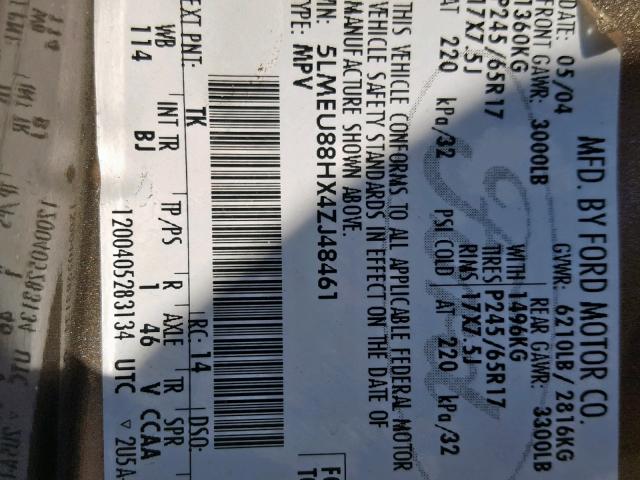 MFD. BY FORD MOTOR CO.
DATE: 05/04 GVWR: 6210LB / 2816KG
FRONT GAWR: 3000LB REAR GAWR: 3300LB
1360KG WITH 1496KG
P245/65R17 TIRES P245/65R17
17X7.5J RIMS 17X7.5J
AT 220 kPa/32 PSI COLD AT 220 kPa/32
THIS VEHICLE CONFORMS TO ALL APPLICABLE FEDERAL MOTOR
VEHICLE SAFETY STANDARDS IN EFFECT ON THE DATE OF
MANUFACTURE SHOWN ABOVE.
VIN: 5LMEU88HX4ZJ48461
TYPE: MPV
EXT PNT: TK RC: 14 DSO:
WB INT TR TP/PS R AXLE TR SPR
114 BJ 1 46 V CCAA
1200405283134 UTC ▽ 2U5A